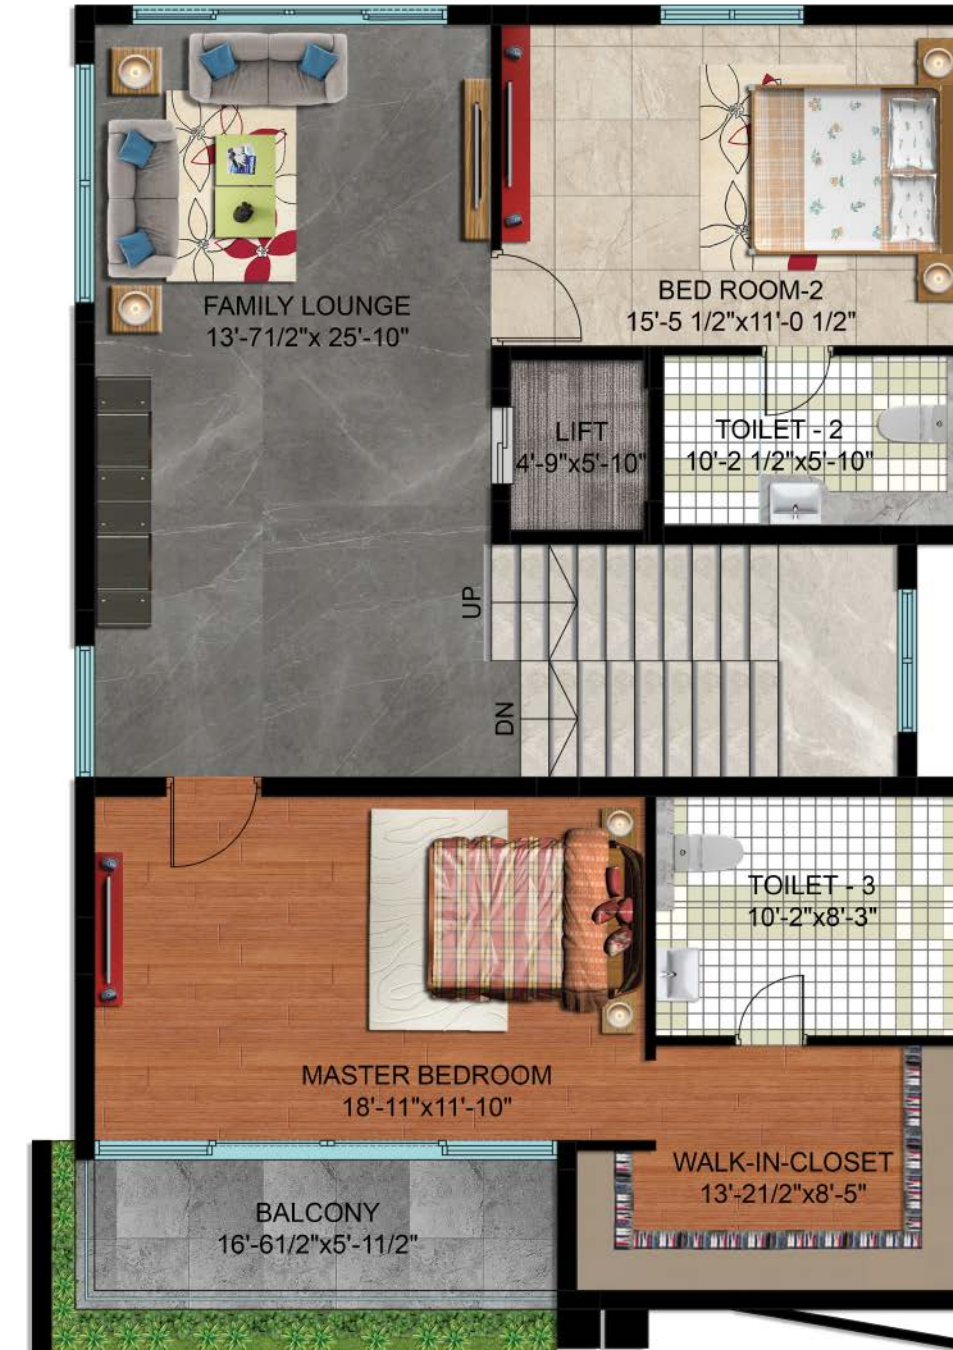 FAMILY LOUNGE
13'-71/2"x 25'-10"
BED ROOM-2
15'-5 1/2"x11'-0 1/2"
LIFT
4'-9"x5'-10"
TOILET - 2
10'-2 1/2"x5'-10"
UP
DN
TOILET - 3
10'-2"x8'-3"
MASTER BEDROOM
18'-11"x11'-10"
WALK-IN-CLOSET
13'-21/2"x8'-5"
BALCONY
16'-61/2"x5'-11/2"